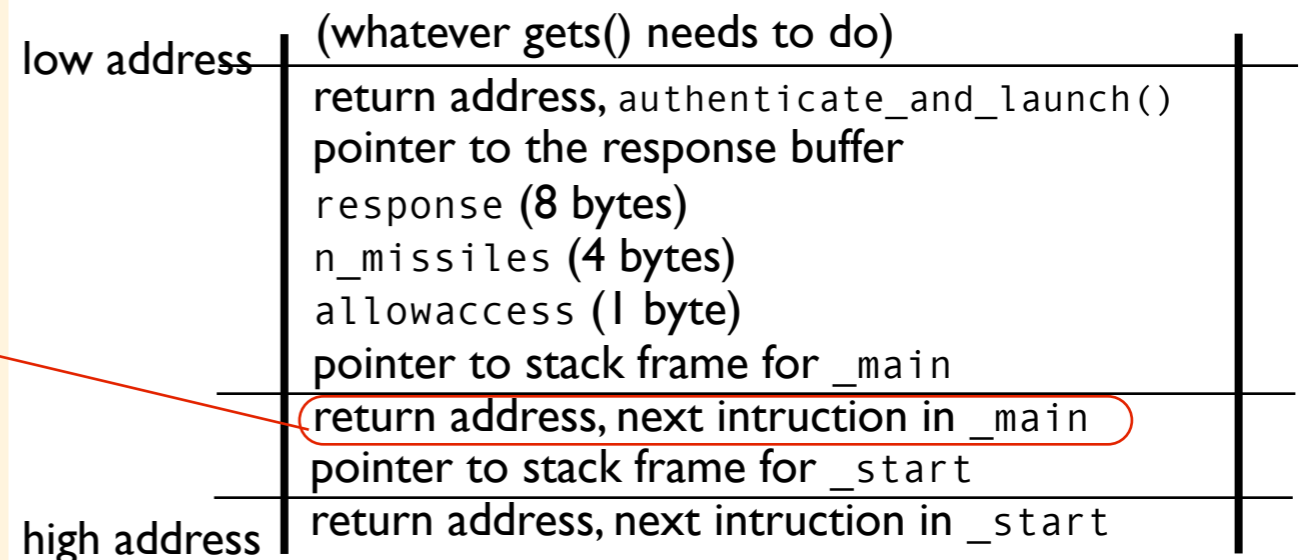 (whatever gets() needs to do)
low address
return address, authenticate_and_launch()
pointer to the response buffer
response (8 bytes)
n_missiles (4 bytes)
allowaccess (1 byte)
pointer to stack frame for _main
return address, next intruction in _main
pointer to stack frame for _start
return address, next intruction in _start
high address